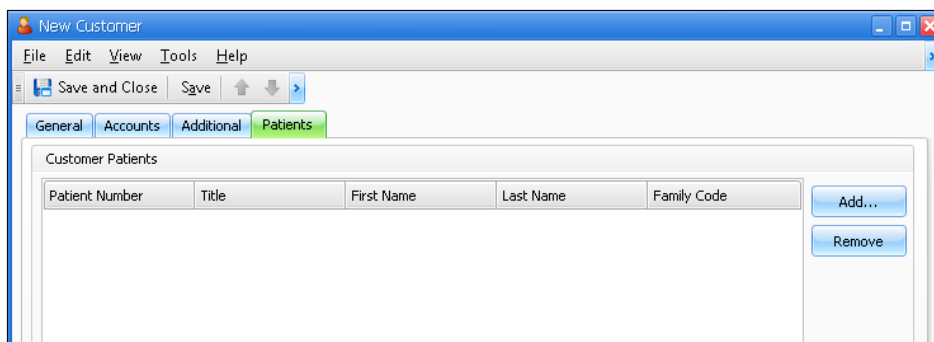 New Customer
File Edit View Tools Help
Save and Close Save
General Accounts Additional Patients
Customer Patients
Patient Number Title First Name Last Name Family Code
Add...
Remove